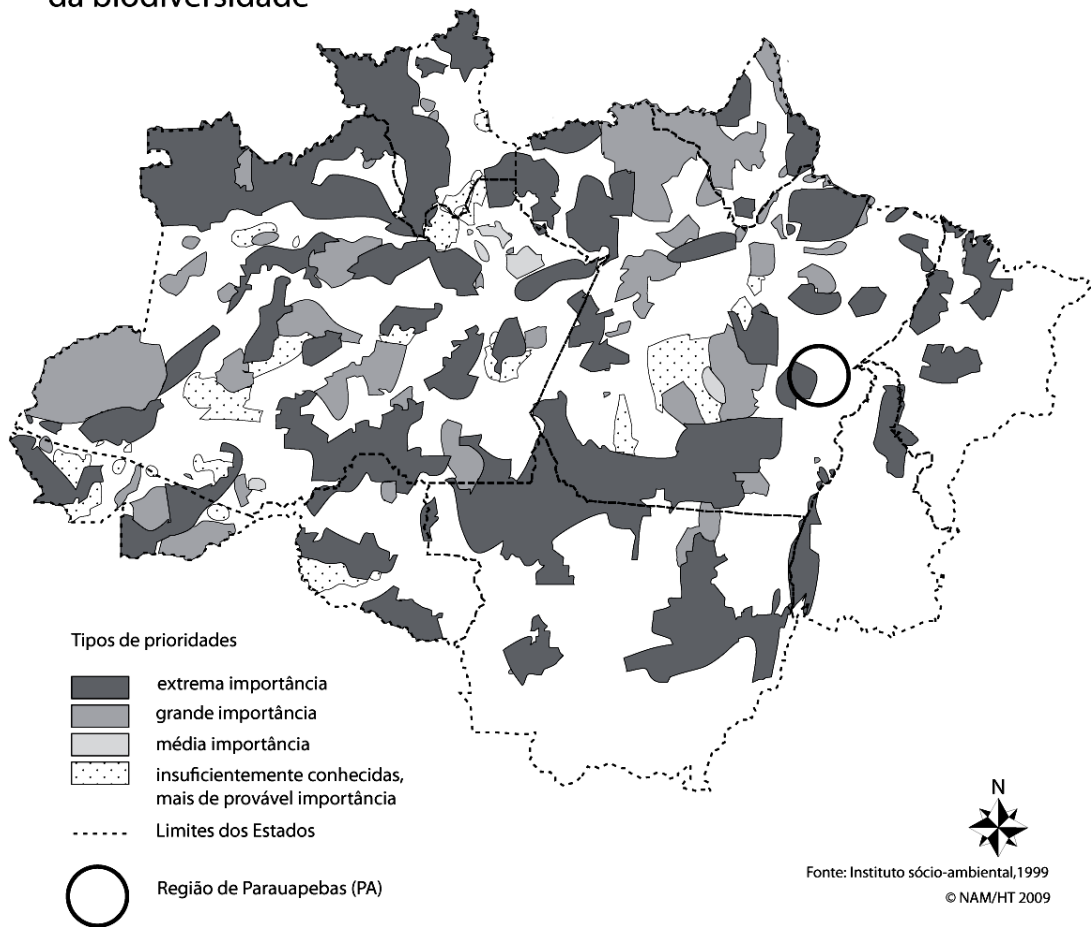 da biodiversidade
Tipos de prioridades
extrema importância
grande importância
média importância
insuficientemente conhecidas,
mais de provável importância
Limites dos Estados
Região de Parauapebas (PA)
N
Fonte: Instituto sócio-ambiental,1999
© NAM/HT 2009